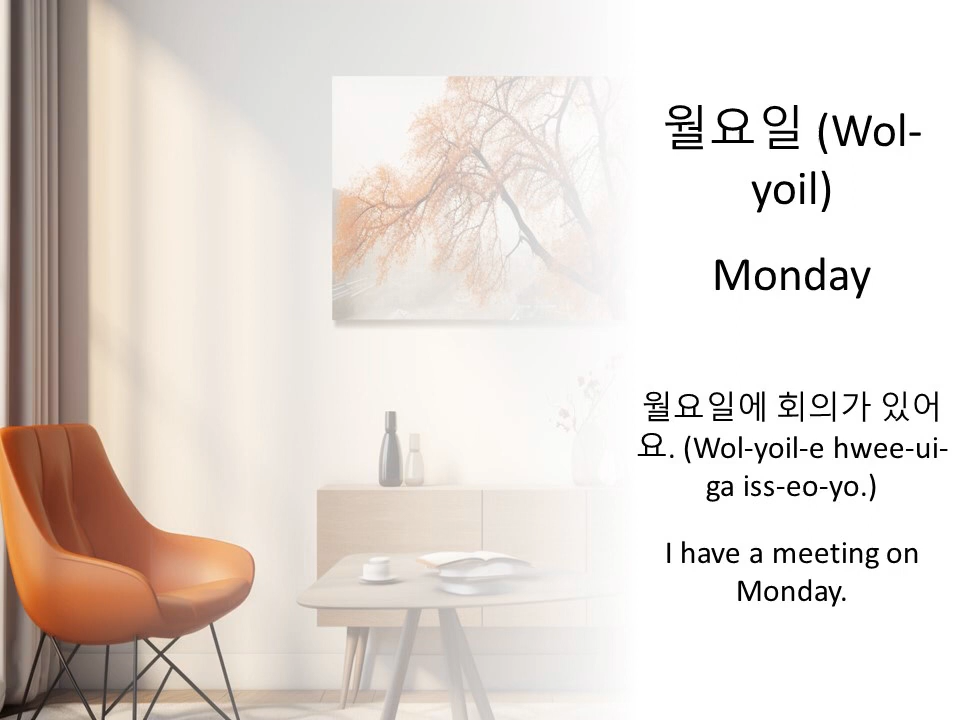 월요일 (Wol-
yoil)
Monday
월요일에 회의가 있어
요. (Wol-yoil-e hwee-ui-
ga iss-eo-yo.)
I have a meeting on
Monday.